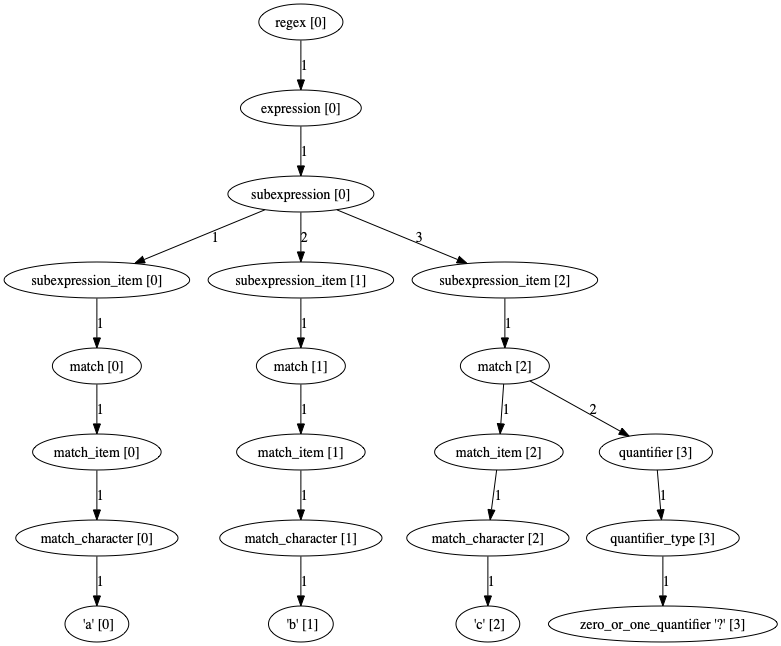 regex [0]
1
expression [0]
1
subexpression [0]
1
2
3
subexpression_item [0]
subexpression_item [1]
subexpression_item [2]
1
1
1
match [0]
match [1]
match [2]
1
1
1
2
match_item [0]
match_item [1]
match_item [2]
quantifier [3]
1
1
1
1
match_character [0]
match_character [1]
match_character [2]
quantifier_type [3]
1
1
1
1
'a' [0]
'b' [1]
'c' [2]
zero_or_one_quantifier '?' [3]